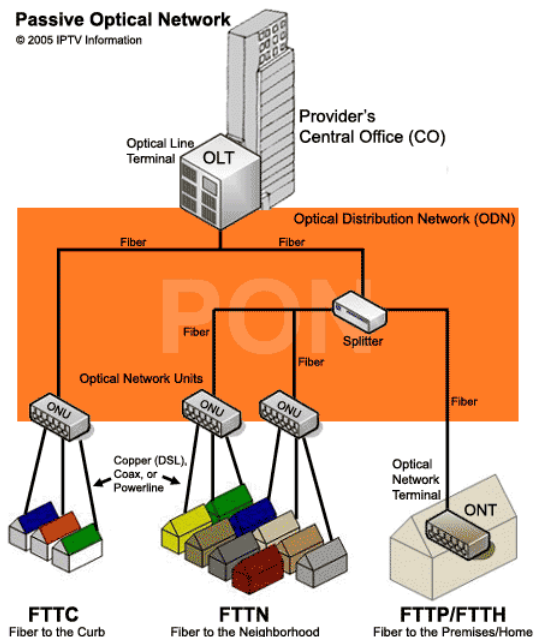 Passive Optical Network
© 2005 IPTV Information
Provider's
Central Office (CO)
Optical Line
Terminal
OLT
Optical Distribution Network (ODN)
Fiber
Fiber
PON
Splitter
Fiber
Fiber
Optical Network Units
Fiber
ONU
ONU
ONU
Copper (DSL),
Coax, or
Powerline
Optical
Network
Terminal
ONT
FTTC
Fiber to the Curb
FTTN
Fiber to the Neighborhood
FTTP/FTTH
Fiber to the Premises/Home